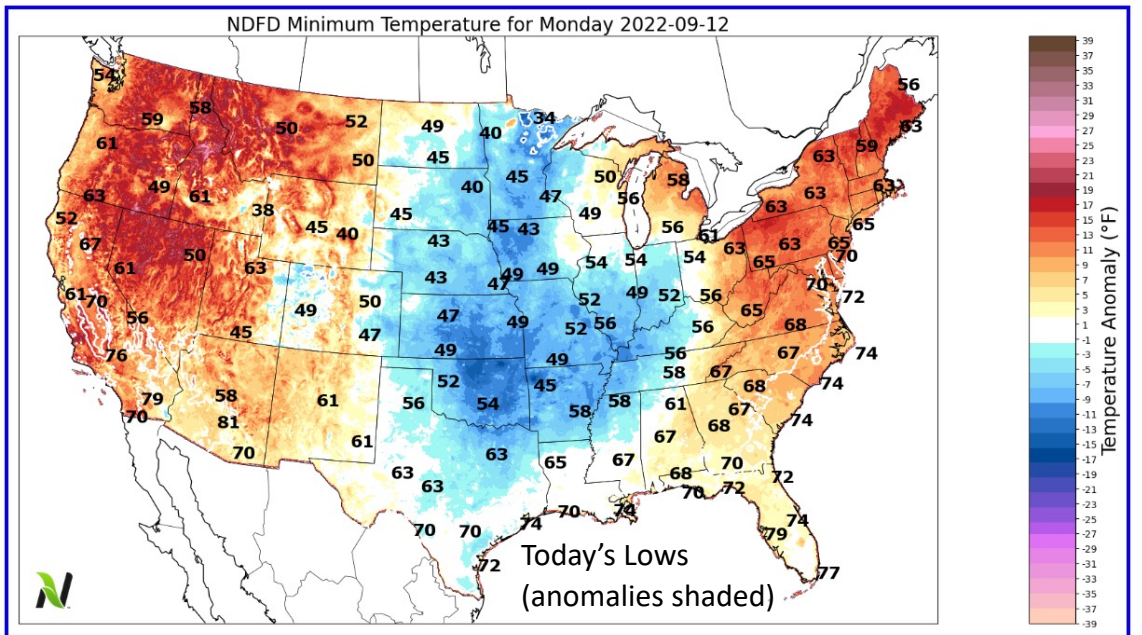 NDFD Minimum Temperature for Monday 2022-09-12
54 59 58 50 52 49 40 34 56
61 50 45 45 50 58 63 59 63
63 49 61 38 40 47 56 63 63
52 45 45 49 56 63 65
67 50 45 40 43 45 43 61 63 63 65
61 63 43 49 49 54 54 54 65 70
61 70 50 47 49 52 56 70 72
56 49 47 52 65
45 47 49 52 56 56 68
76 49 49 56 67 74
79 58 61 52 45 58 67 68 74
70 81 56 54 58 58 61 67 74
70 61 63 65 67 67 68
63 68 70 72
63 70 72
70 70 74 70 74 79 74
72 77
Today’s Lows
(anomalies shaded)
N
39
37
35
33
31
29
27
25
23
21
19
17
15
13
11
9
7
5
3
1
-1
-3
-5
-7
-9
-11
-13
-15
-17
-19
-21
-23
-25
-27
-29
-31
-33
-35
-37
-39
Temperature Anomaly (°F)